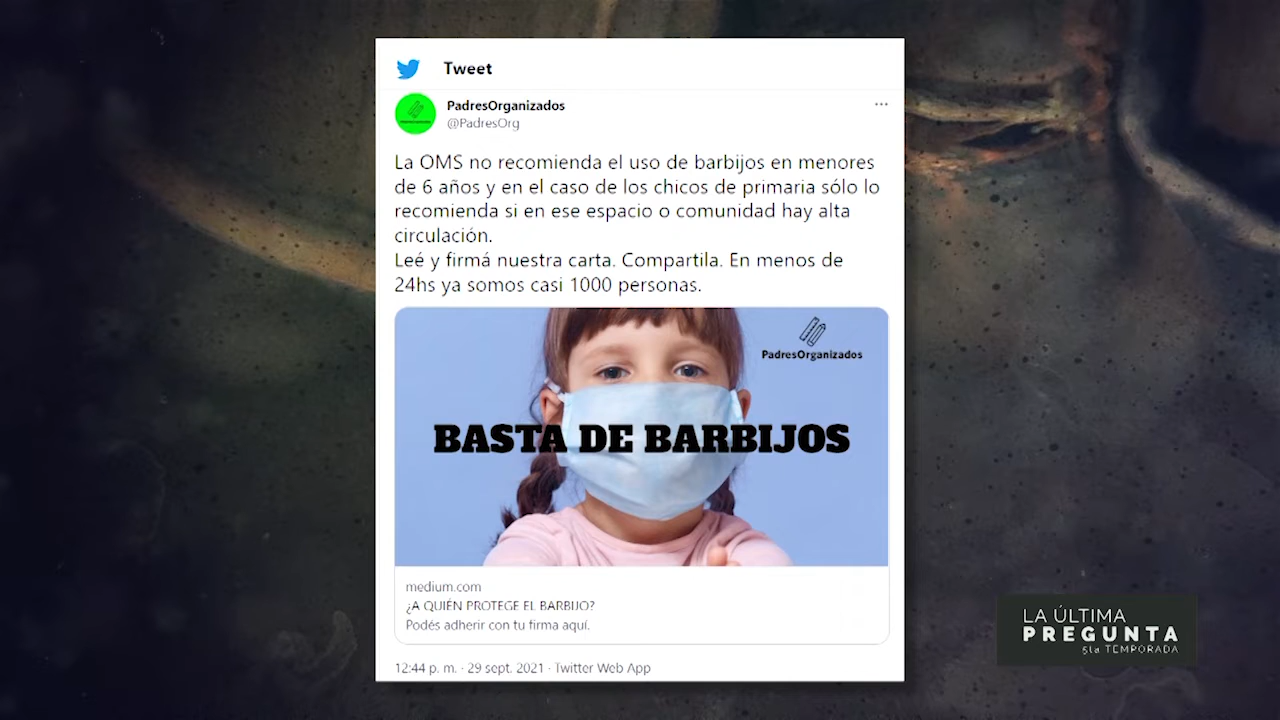 Tweet
PadresOrganizados
@PadresOrg
La OMS no recomienda el uso de barbijos en menores
de 6 años y en el caso de los chicos de primaria sólo lo
recomienda si en ese espacio o comunidad hay alta
circulación.
Leé y firmá nuestra carta. Compartila. En menos de
24hs ya somos casi 1000 personas.
PadresOrganizados
BASTA DE BARBIJOS
medium.com
¿A QUIÉN PROTEGE EL BARBIJO?
Podés adherir con tu firma aquí.
12:44 p. m. · 29 sept. 2021 · Twitter Web App
LA ÚLTIMA
PREGUNTA
5ta TEMPORADA